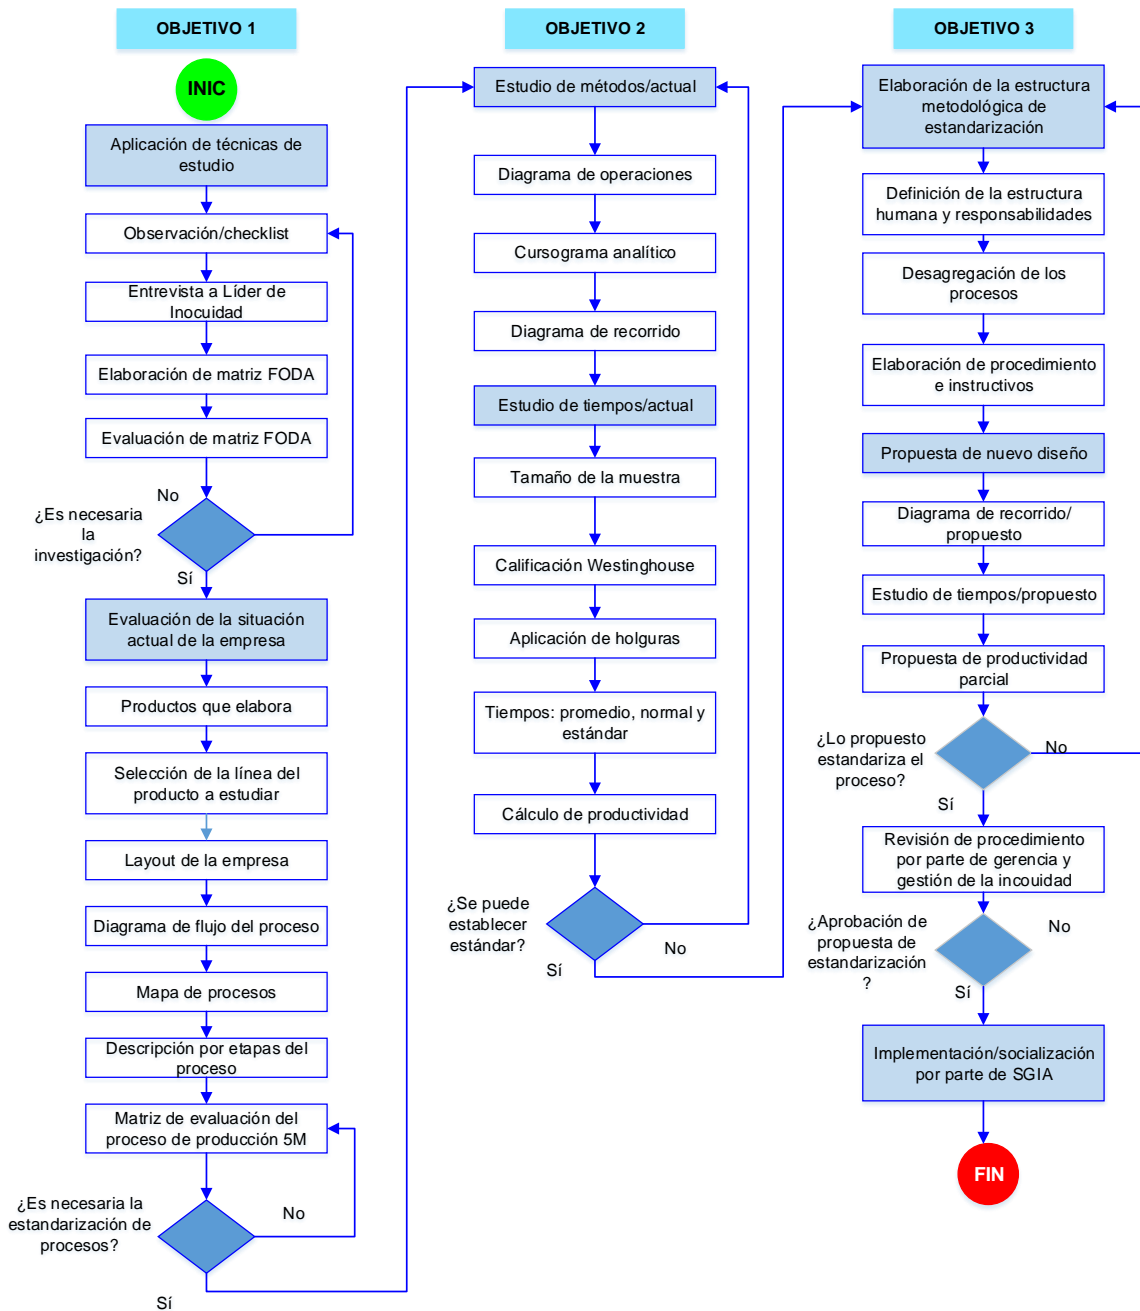 OBJETIVO 1
INIC
Aplicación de técnicas de
estudio
Observación/checklist
Entrevista a Líder de
Inocuidad
Elaboración de matriz FODA
Evaluación de matriz FODA
No
¿Es necesaria
la
investigación?
Sí
Evaluación de la situación
actual de la empresa
Productos que elabora
Selección de la línea del
producto a estudiar
Layout de la empresa
Diagrama de flujo del proceso
Mapa de procesos
Descripción por etapas del
proceso
Matriz de evaluación del
proceso de producción 5M
¿Es necesaria la
estandarización de
procesos?
No
Sí
OBJETIVO 2
Estudio de métodos/actual
Diagrama de operaciones
Cursograma analítico
Diagrama de recorrido
Estudio de tiempos/actual
Tamaño de la muestra
Calificación Westinghouse
Aplicación de holguras
Tiempos: promedio, normal y
estándar
Cálculo de productividad
¿Se puede
establecer
estándar?
No
Sí
OBJETIVO 3
Elaboración de la estructura
metodológica de
estandarización
Definición de la estructura
humana y responsabilidades
Desagregación de los
procesos
Elaboración de procedimiento
e instructivos
Propuesta de nuevo diseño
Diagrama de recorrido/
propuesto
Estudio de tiempos/propuesto
Propuesta de productividad
parcial
¿Lo propuesto
estandariza el
proceso?
No
Sí
Revisión de procedimiento
por parte de gerencia y
gestión de la incouidad
¿Aprobación de
propuesta de
estandarización
?
No
Sí
Implementación/socialización
por parte de SGIA
FIN